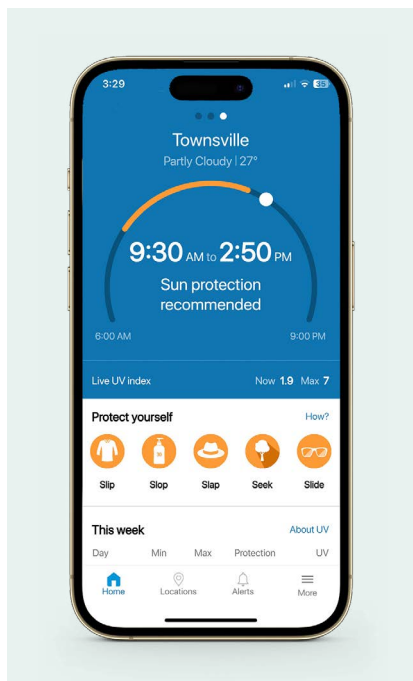 3:29 35
Townsville
Partly Cloudy | 27°
9:30 AM to 2:50 PM
Sun protection
recommended
6:00 AM 9:00 PM
Live UV index Now 1.9 Max 7
Protect yourself How?
Slip Slop Slap Seek Slide
This week About UV
Day Min Max Protection UV
Home Locations Alerts More